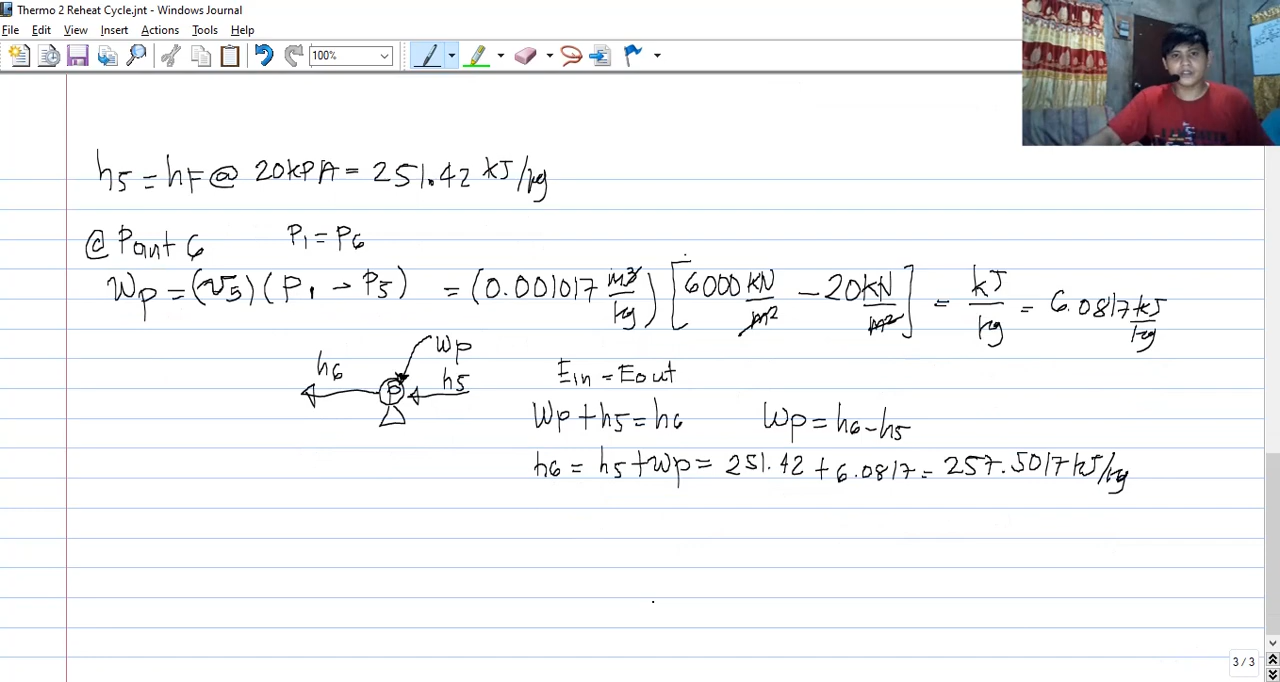 Thermo 2 Reheat Cycle.jnt - Windows Journal
File Edit View Insert Actions Tools Help
100%
h5 = hF @ 20KPA = 251.42 KJ/kg
@ Point 6 P1 = P6
Wp = (v5)(P1 - P5) = (0.001017 m3/kg) [6000 KN/m2 - 20 KN/m2] = kJ/kg = 6.0817 kJ/kg
h6 P Wp h5
Ein = Eout
Wp + h5 = h6 Wp = h6 - h5
h6 = h5 + Wp = 251.42 + 6.0817 = 257.5017 kJ/kg
3 / 3